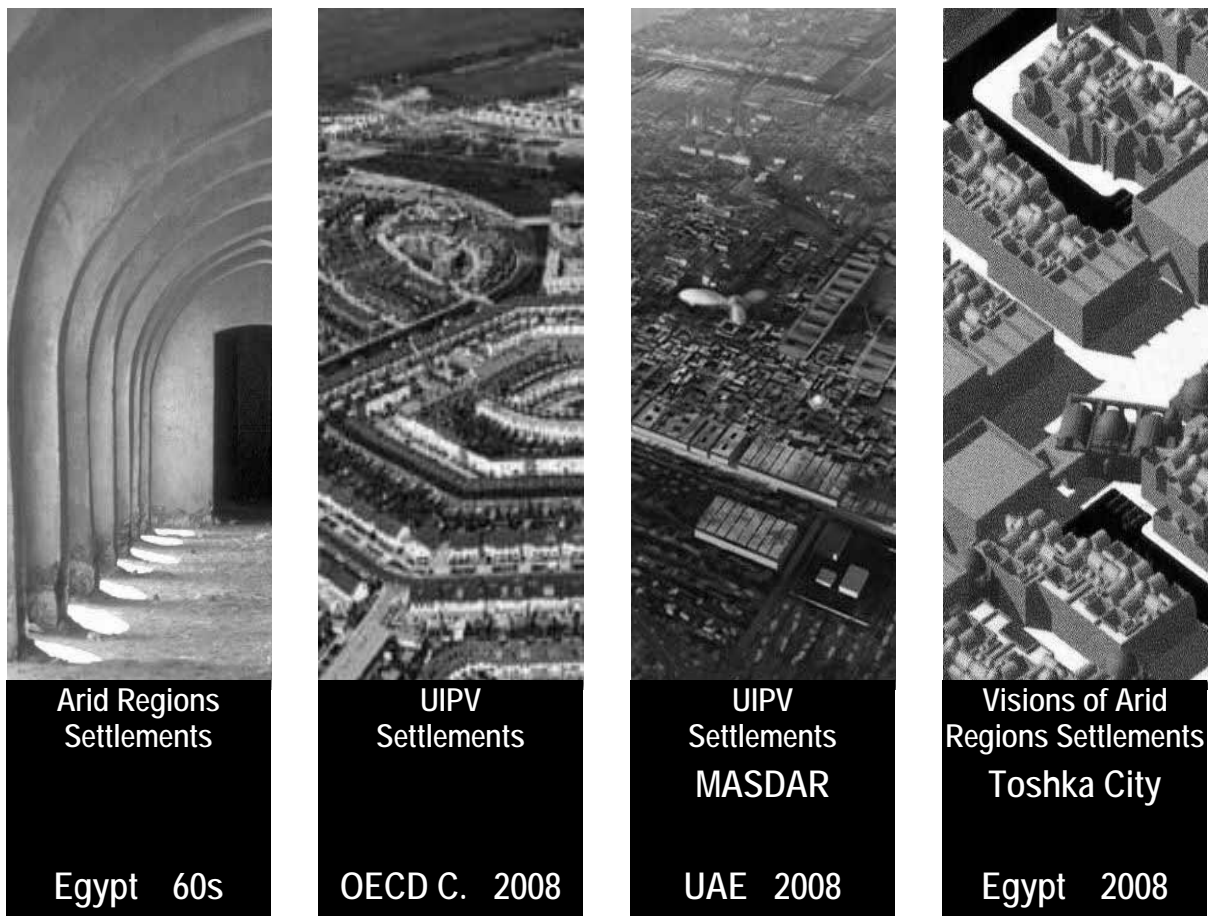 Arid Regions
Settlements
Egypt 60s
UIPV
Settlements
OECD C. 2008
UIPV
Settlements
MASDAR
UAE 2008
Visions of Arid
Regions Settlements
Toshka City
Egypt 2008